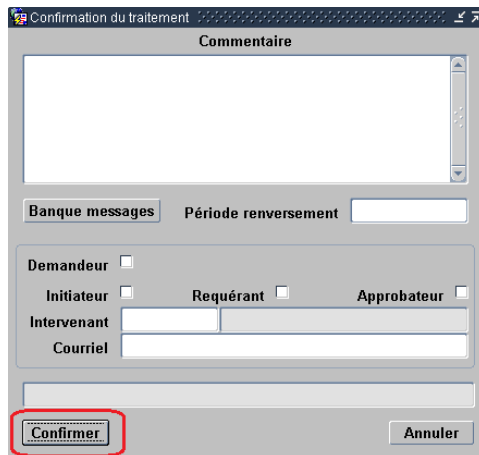 Confirmation du traitement
Commentaire
Banque messages Période renversement
Demandeur
Initiateur Requérant Approbateur
Intervenant
Courriel
Confirmer Annuler